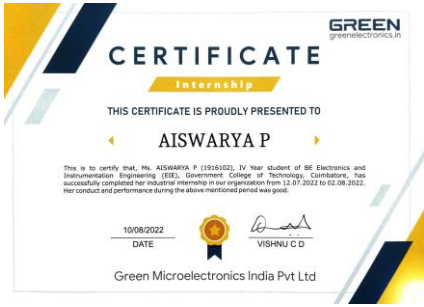 GREEN
greenelectronics.in
CERTIFICATE
Internship
THIS CERTIFICATE IS PROUDLY PRESENTED TO
AISWARYA P
This is to certify that, Ms. AISWARYA P (1916102), IV Year student of BE Electronics and
Instrumentation Engineering (EIE), Government College of Technology, Coimbatore, has
successfully completed her industrial internship in our organization from 12.07.2022 to 02.08.2022.
Her conduct and performance during the above mentioned period was good.
10/08/2022
DATE
VISHNU C D
Green Microelectronics India Pvt Ltd